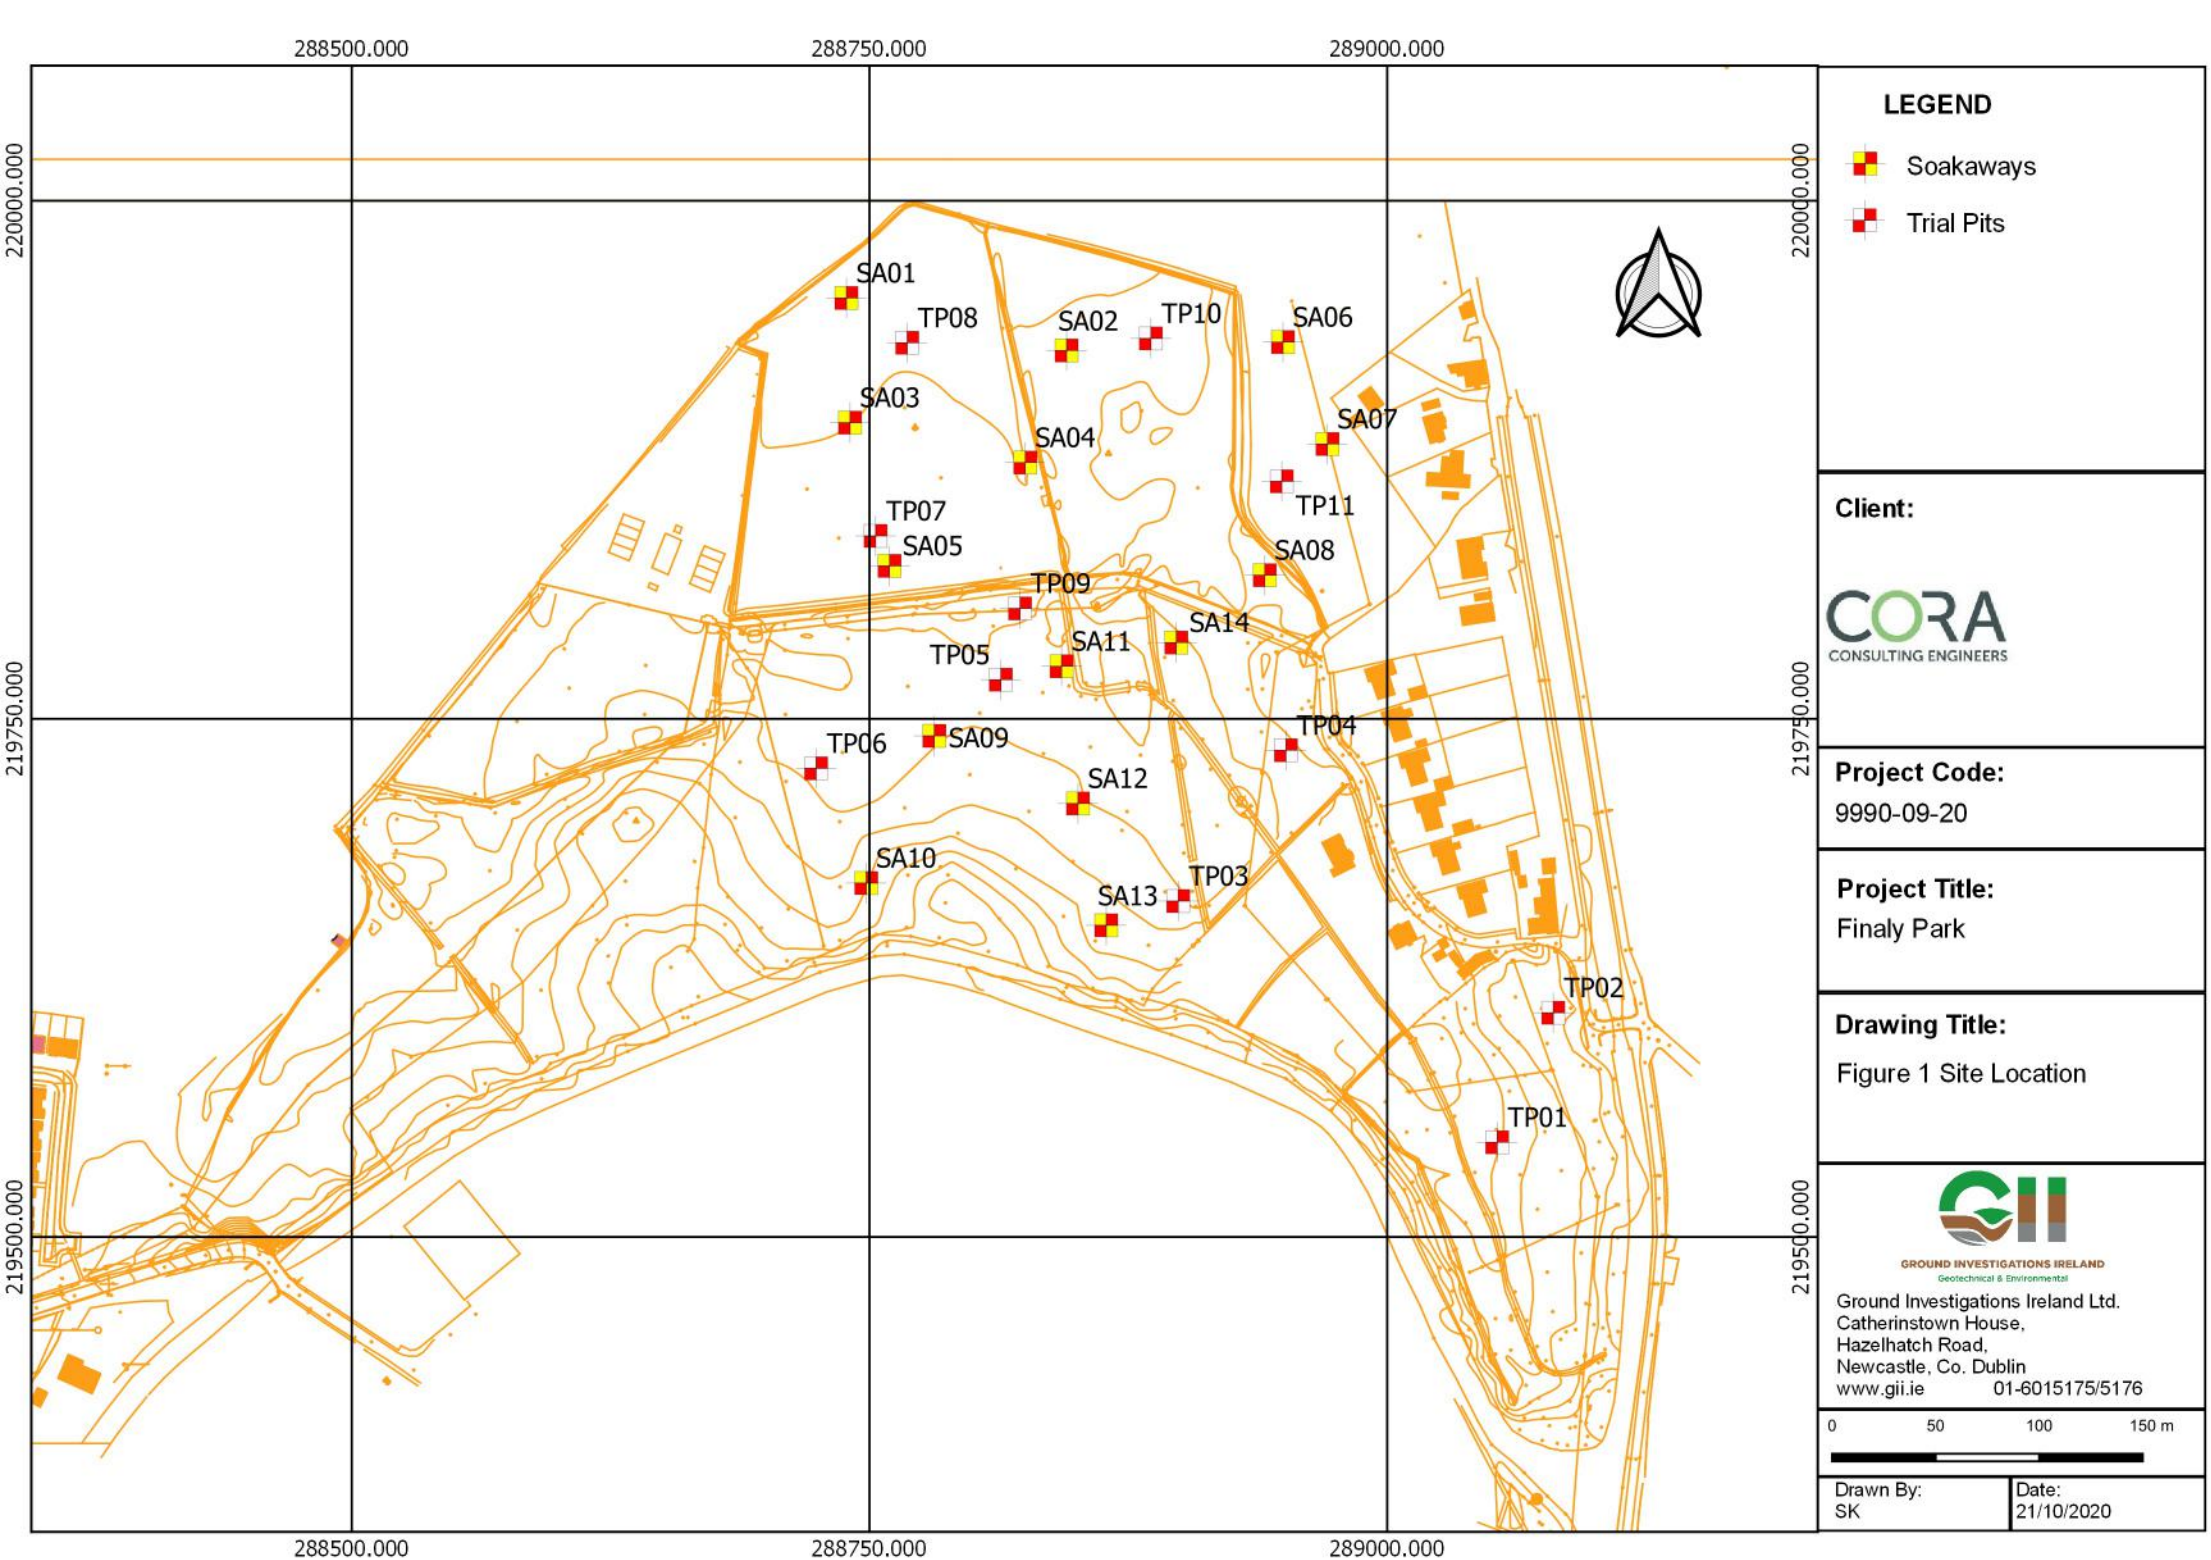 288500.000
288750.000
289000.000
220000.000
220000.000
SA01
TP08
SA02
TP10
SA06
SA03
SA07
SA04
TP11
TP07
SA05
SA08
TP09
SA14
SA11
TP05
219750.000
219750.000
TP04
TP06
SA09
SA12
SA10
TP03
SA13
TP02
TP01
219500.000
219500.000
288500.000
288750.000
289000.000
LEGEND
Soakaways
Trial Pits
Client:
CORA
CONSULTING ENGINEERS
Project Code:
9990-09-20
Project Title:
Finaly Park
Drawing Title:
Figure 1 Site Location
GII
GROUND INVESTIGATIONS IRELAND
Geotechnical & Environmental
Ground Investigations Ireland Ltd.
Catherinstown House,
Hazelhatch Road,
Newcastle, Co. Dublin
www.gii.ie 01-6015175/5176
0 50 100 150 m
Drawn By:
SK
Date:
21/10/2020